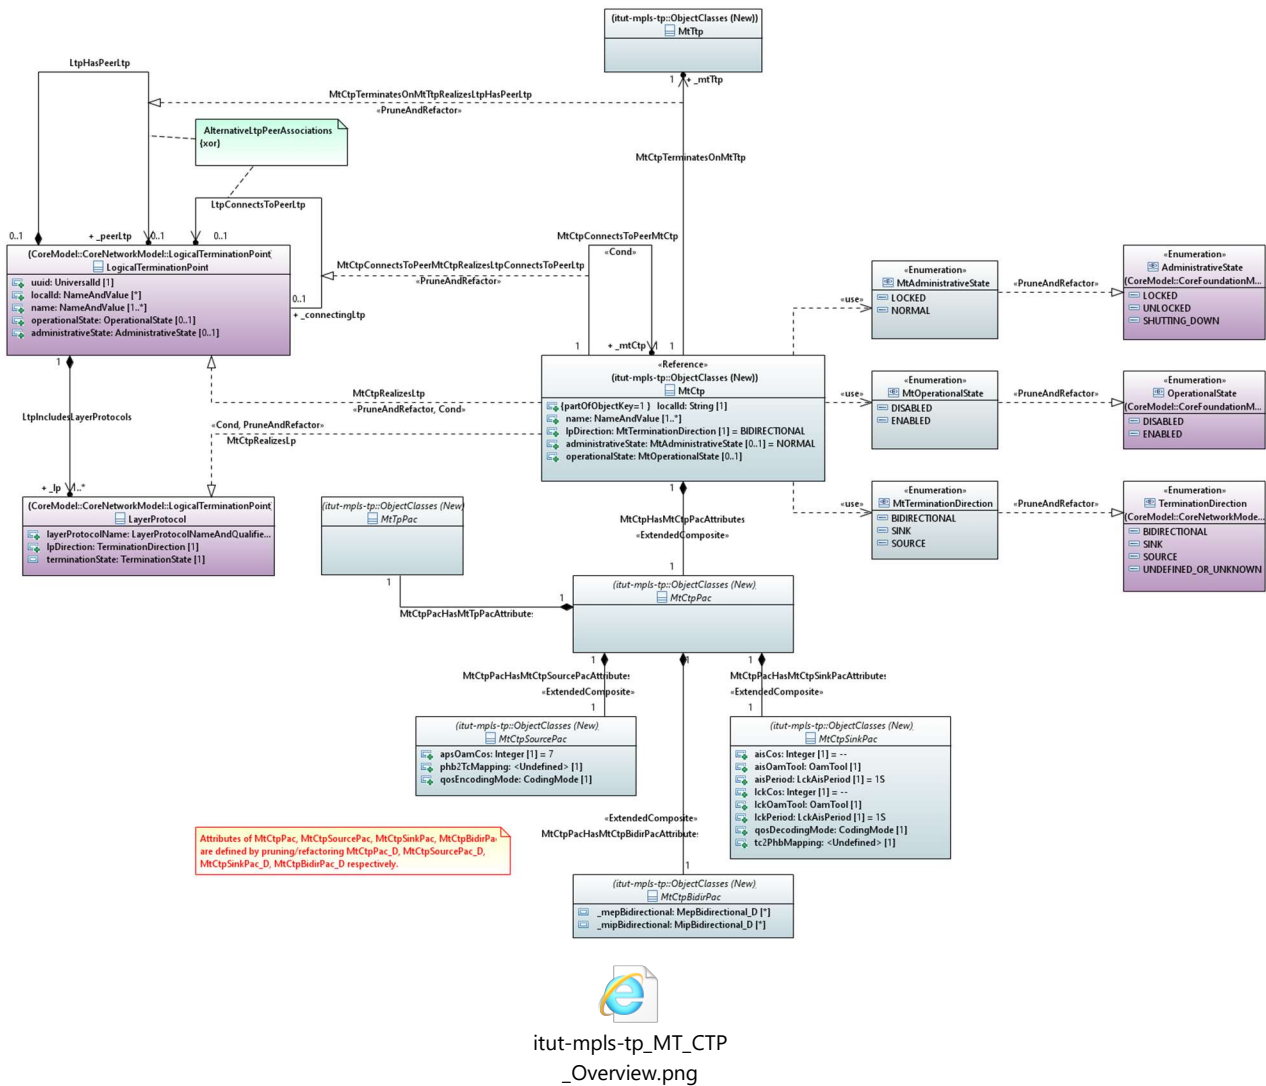 (itut-mpls-tp::ObjectClasses (New))
MtTtp
1
+ _mtTtp
LtpHasPeerLtp
MtCtpTerminatesOnMtTtpRealizesLtpHasPeerLtp
«PruneAndRefactor»
AlternativeLtpPeerAssociations
{xor}
MtCtpTerminatesOnMtTtp
LtpConnectsToPeerLtp
0..1
+ _peerLtp
0..1
0..1
MtCtpConnectsToPeerMtCtp
«Cond»
(CoreModel::CoreNetworkModel::LogicalTerminationPoint)
LogicalTerminationPoint
uuid: UniversalId [1]
localId: NameAndValue [*]
name: NameAndValue [1..*]
operationalState: OperationalState [0..1]
administrativeState: AdministrativeState [0..1]
MtCtpConnectsToPeerMtCtpRealizesLtpConnectsToPeerLtp
«PruneAndRefactor»
0..1
+ _connectingLtp
1
+ _mtCtp
1
1
«Enumeration»
MtAdministrativeState
LOCKED
NORMAL
«use»
«PruneAndRefactor»
«Enumeration»
AdministrativeState
(CoreModel::CoreFoundationM...
LOCKED
UNLOCKED
SHUTTING_DOWN
«Reference»
(itut-mpls-tp::ObjectClasses (New))
MtCtp
{partOfObjectKey=1 } localId: String [1]
name: NameAndValue [1..*]
lpDirection: MtTerminationDirection [1] = BIDIRECTIONAL
administrativeState: MtAdministrativeState [0..1] = NORMAL
operationalState: MtOperationalState [0..1]
1
LtpIncludesLayerProtocols
MtCtpRealizesLtp
«PruneAndRefactor, Cond»
«Cond, PruneAndRefactor»
MtCtpRealizesLp
«use»
«Enumeration»
MtOperationalState
DISABLED
ENABLED
«PruneAndRefactor»
«Enumeration»
OperationalState
(CoreModel::CoreFoundationM...
DISABLED
ENABLED
+ _lp
1..*
(CoreModel::CoreNetworkModel::LogicalTerminationPoint)
LayerProtocol
layerProtocolName: LayerProtocolNameAndQualifie...
lpDirection: TerminationDirection [1]
terminationState: TerminationState [1]
(itut-mpls-tp::ObjectClasses (New)
MtTpPac
1
MtCtpHasMtCtpPacAttributes
«ExtendedComposite»
1
«use»
«Enumeration»
MtTerminationDirection
BIDIRECTIONAL
SINK
SOURCE
«PruneAndRefactor»
«Enumeration»
TerminationDirection
(CoreModel::CoreNetworkMode...
BIDIRECTIONAL
SINK
SOURCE
UNDEFINED_OR_UNKNOWN
1
1
MtCtpPacHasMtTpPacAttributes
(itut-mpls-tp::ObjectClasses (New)
MtCtpPac
1
1
1
MtCtpPacHasMtCtpSourcePacAttributes
«ExtendedComposite»
1
MtCtpPacHasMtCtpSinkPacAttributes
«ExtendedComposite»
1
(itut-mpls-tp::ObjectClasses (New)
MtCtpSourcePac
apsOamCos: Integer [1] = 7
phb2TcMapping: <Undefined> [1]
qosEncodingMode: CodingMode [1]
(itut-mpls-tp::ObjectClasses (New)
MtCtpSinkPac
aisCos: Integer [1] = --
aisOamTool: OamTool [1]
aisPeriod: LckAisPeriod [1] = 1S
lckCos: Integer [1] = --
lckOamTool: OamTool [1]
lckPeriod: LckAisPeriod [1] = 1S
qosDecodingMode: CodingMode [1]
tc2PhbMapping: <Undefined> [1]
«ExtendedComposite»
MtCtpPacHasMtCtpBidirPacAttributes
1
Attributes of MtCtpPac, MtCtpSourcePac, MtCtpSinkPac, MtCtpBidirPa
are defined by pruning/refactoring MtCtpPac_D, MtCtpSourcePac_D,
MtCtpSinkPac_D, MtCtpBidirPac_D respectively.
(itut-mpls-tp::ObjectClasses (New)
MtCtpBidirPac
_mepBidirectional: MepBidirectional_D [*]
_mipBidirectional: MipBidirectional_D [*]
itut-mpls-tp_MT_CTP
_Overview.png